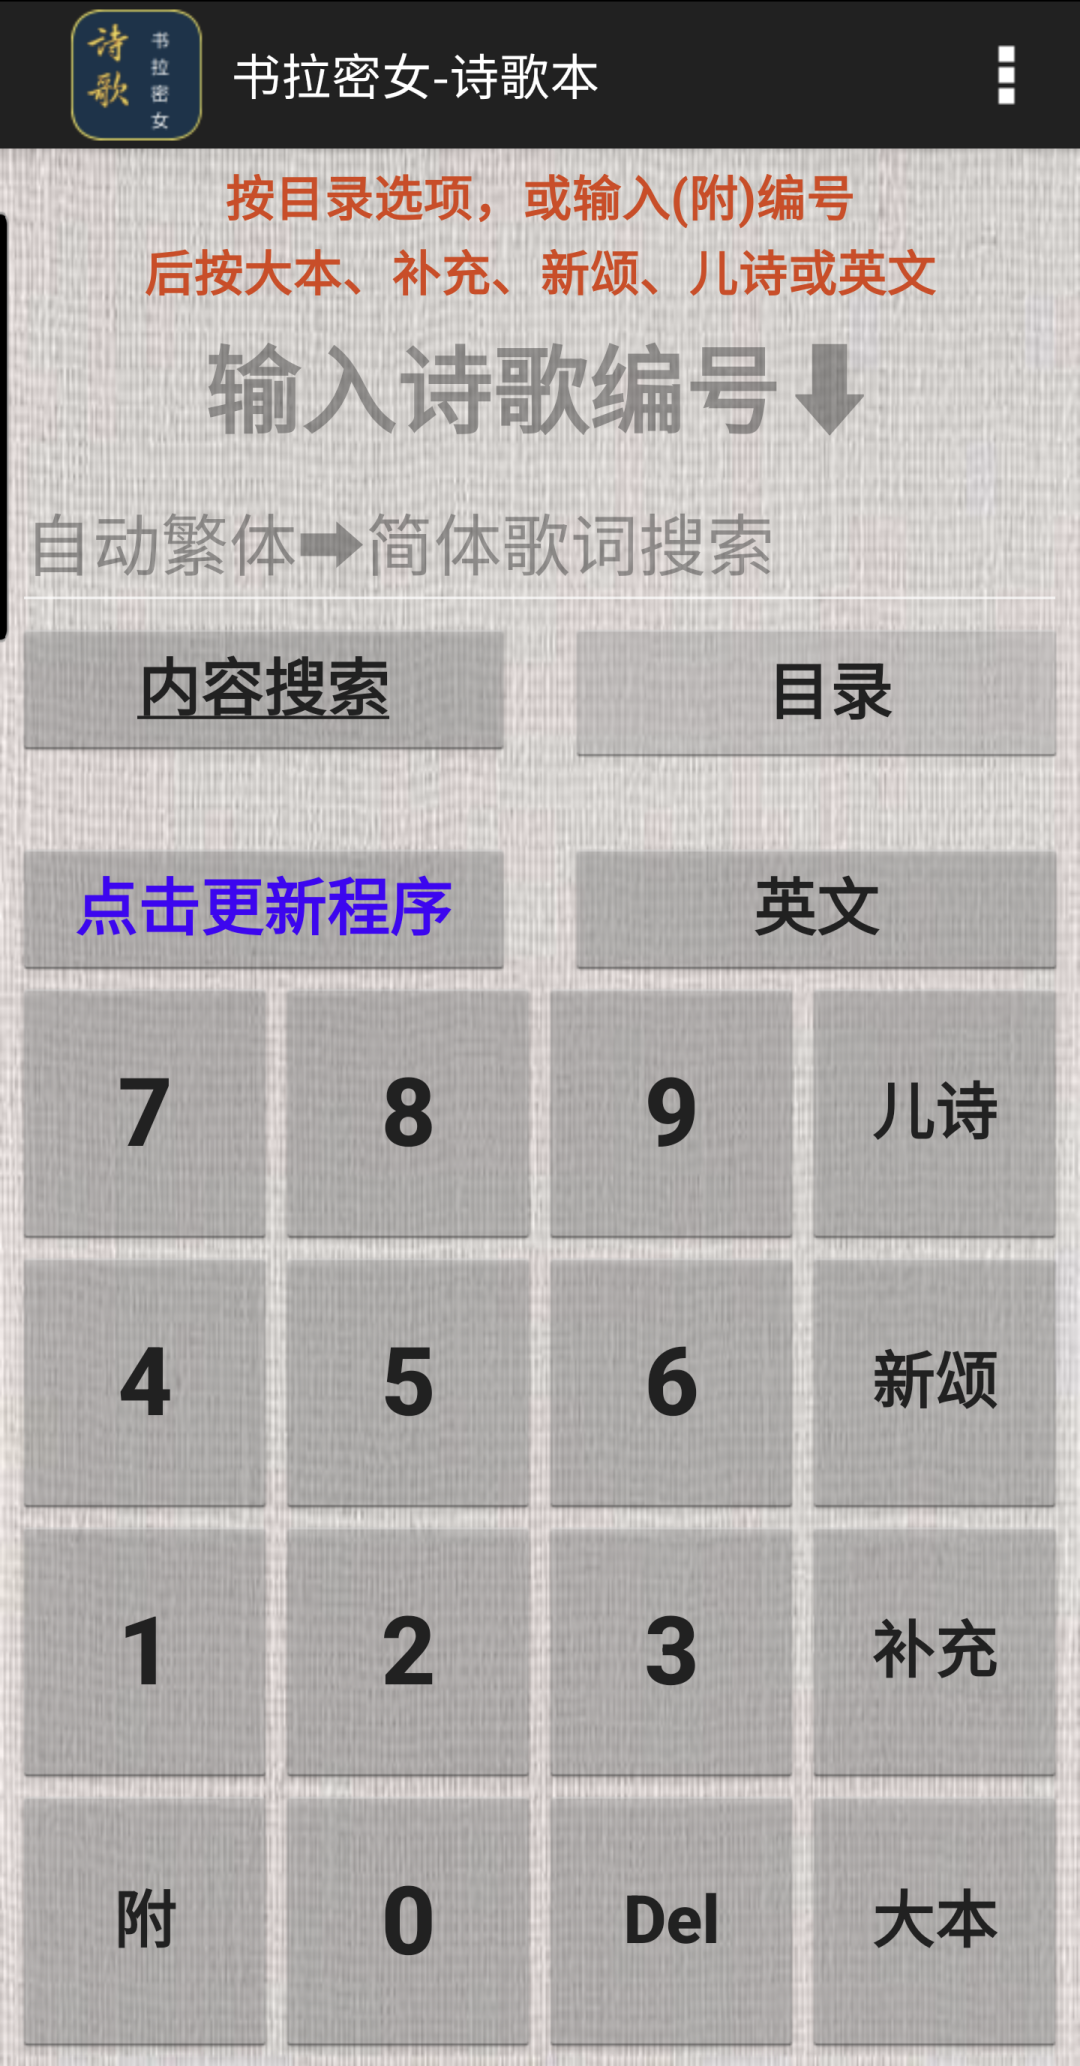 诗歌
书拉密女
书拉密女-诗歌本
按目录选项，或输入(附)编号
后按大本、补充、新颂、儿诗或英文
输入诗歌编号⬇
自动繁体➡简体歌词搜索
内容搜索 目录
点击更新程序 英文
7 8 9 儿诗
4 5 6 新颂
1 2 3 补充
附 0 Del 大本